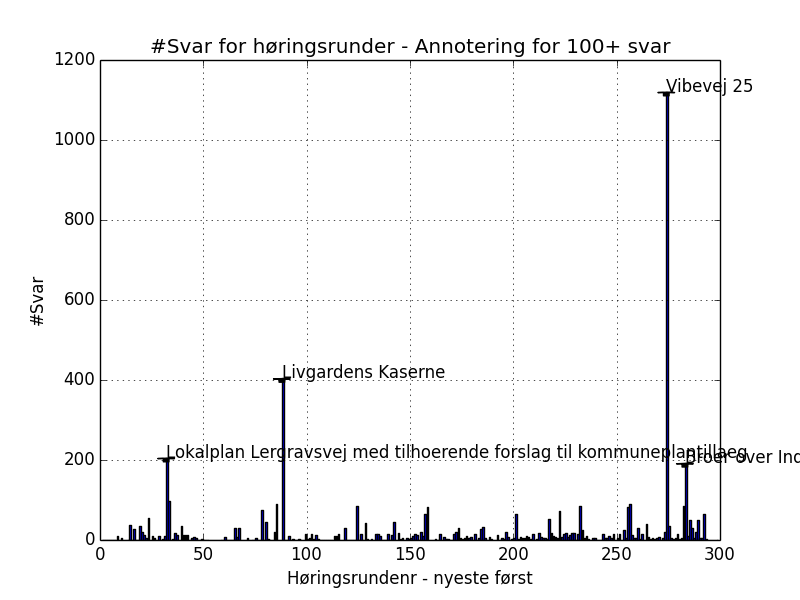 #Svar for høringsrunder - Annotering for 100+ svar
1200
1000
800
600
400
200
0
#Svar
Vibevej 25
Livgardens Kaserne
Lokalplan Lergravsvej med tilhoerende forslag til kommuneplantillaeg
Broer over
0
50
100
150
200
250
300
Høringsrundenr - nyeste først